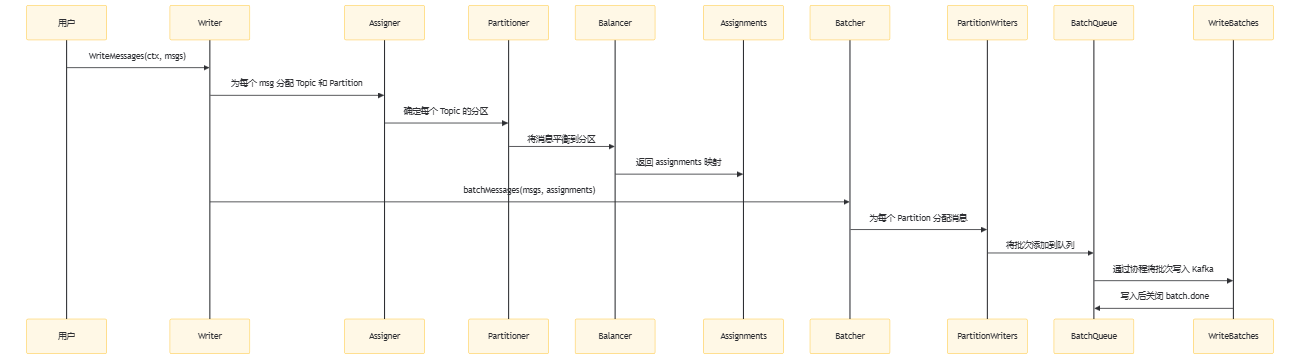 用户
Writer
Assigner
Partitioner
Balancer
Assignments
Batcher
PartitionWriters
BatchQueue
WriteBatches
WriteMessages(ctx, msgs)
为每个 msg 分配 Topic 和 Partition
确定每个 Topic 的分区
将消息平衡到分区
返回 assignments 映射
batchMessages(msgs, assignments)
为每个 Partition 分配消息
将批次添加到队列
通过协程将批次写入 Kafka
写入后关闭 batch.done
用户
Writer
Assigner
Partitioner
Balancer
Assignments
Batcher
PartitionWriters
BatchQueue
WriteBatches